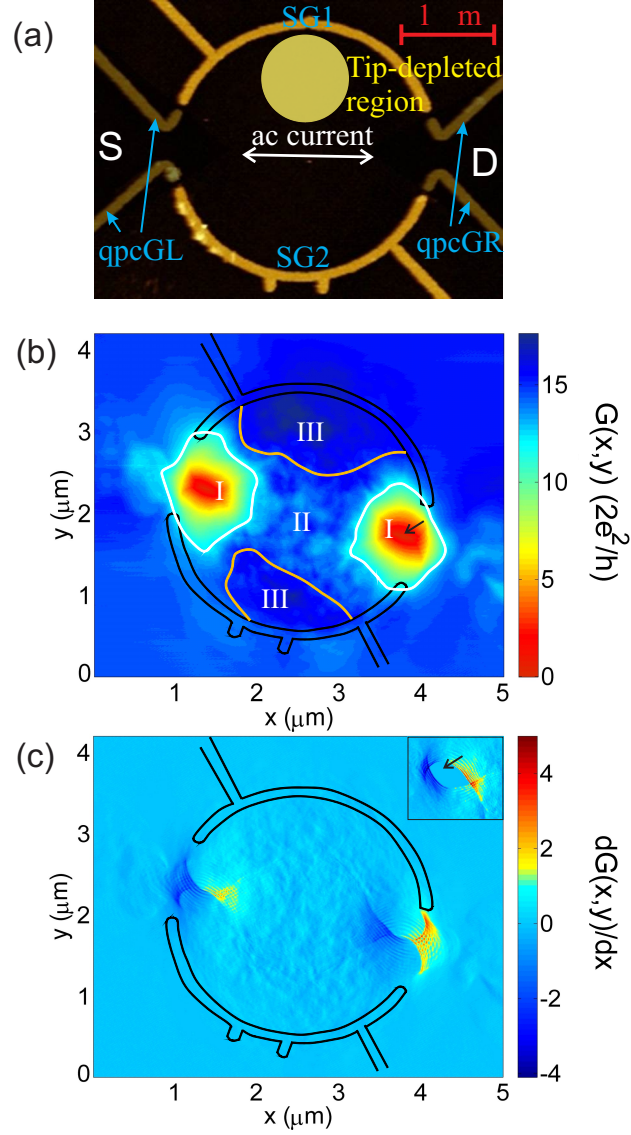 (a)
SG1
1 m
Tip-depleted
region
ac current
S
D
qpcGL
qpcGR
SG2
(b)
4
3
2
1
0
y (μm)
III
I
II
I
III
1 2 3 4 5
x (μm)
15
10
5
0
G(x,y) (2e²/h)
(c)
4
3
2
1
0
y (μm)
1 2 3 4 5
x (μm)
4
2
0
-2
-4
dG(x,y)/dx